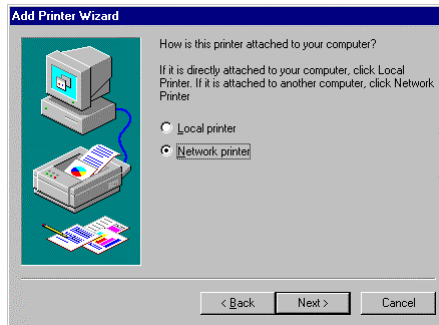 Add Printer Wizard
How is this printer attached to your computer?
If it is directly attached to your computer, click Local
Printer. If it is attached to another computer, click Network
Printer
Local printer
Network printer
< Back Next > Cancel